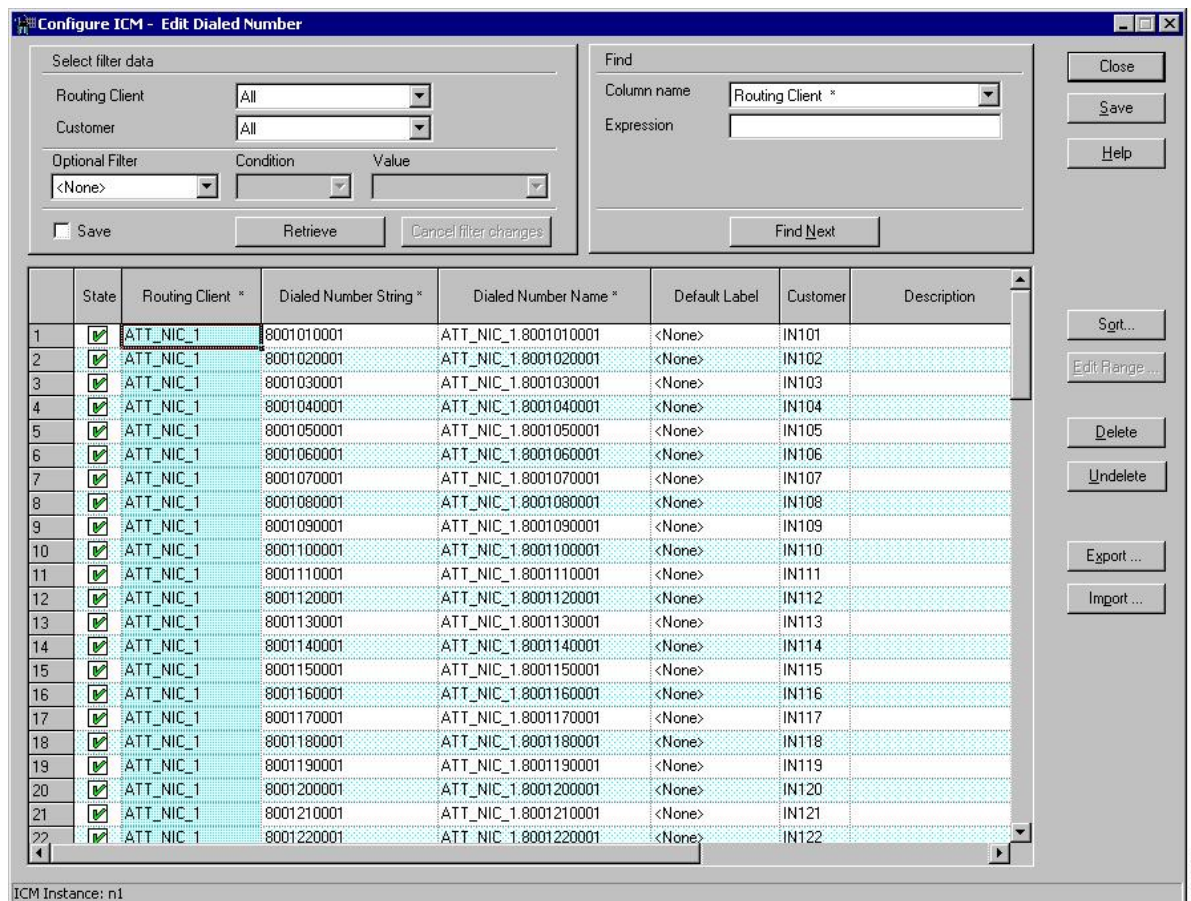 Configure ICM - Edit Dialed Number
Select filter data
Routing Client All
Customer All
Optional Filter Condition Value
<None>
Save Retrieve Cancel filter changes
Find
Column name Routing Client *
Expression
Find Next
Close
Save
Help
State Routing Client * Dialed Number String * Dialed Number Name * Default Label Customer Description
1 ATT_NIC_1 8001010001 ATT_NIC_1.8001010001 <None> IN101
2 ATT_NIC_1 8001020001 ATT_NIC_1.8001020001 <None> IN102
3 ATT_NIC_1 8001030001 ATT_NIC_1.8001030001 <None> IN103
4 ATT_NIC_1 8001040001 ATT_NIC_1.8001040001 <None> IN104
5 ATT_NIC_1 8001050001 ATT_NIC_1.8001050001 <None> IN105
6 ATT_NIC_1 8001060001 ATT_NIC_1.8001060001 <None> IN106
7 ATT_NIC_1 8001070001 ATT_NIC_1.8001070001 <None> IN107
8 ATT_NIC_1 8001080001 ATT_NIC_1.8001080001 <None> IN108
9 ATT_NIC_1 8001090001 ATT_NIC_1.8001090001 <None> IN109
10 ATT_NIC_1 8001100001 ATT_NIC_1.8001100001 <None> IN110
11 ATT_NIC_1 8001110001 ATT_NIC_1.8001110001 <None> IN111
12 ATT_NIC_1 8001120001 ATT_NIC_1.8001120001 <None> IN112
13 ATT_NIC_1 8001130001 ATT_NIC_1.8001130001 <None> IN113
14 ATT_NIC_1 8001140001 ATT_NIC_1.8001140001 <None> IN114
15 ATT_NIC_1 8001150001 ATT_NIC_1.8001150001 <None> IN115
16 ATT_NIC_1 8001160001 ATT_NIC_1.8001160001 <None> IN116
17 ATT_NIC_1 8001170001 ATT_NIC_1.8001170001 <None> IN117
18 ATT_NIC_1 8001180001 ATT_NIC_1.8001180001 <None> IN118
19 ATT_NIC_1 8001190001 ATT_NIC_1.8001190001 <None> IN119
20 ATT_NIC_1 8001200001 ATT_NIC_1.8001200001 <None> IN120
21 ATT_NIC_1 8001210001 ATT_NIC_1.8001210001 <None> IN121
22 ATT_NIC_1 8001220001 ATT_NIC_1.8001220001 <None> IN122
Sort...
Edit Range ...
Delete
Undelete
Export ...
Import ...
ICM Instance: n1